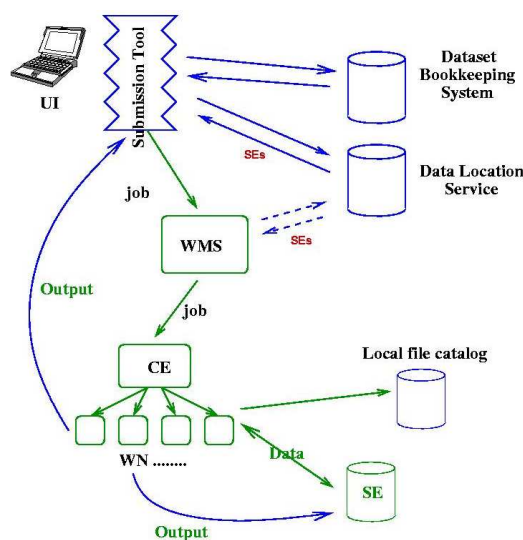 UI
Submission Tool
Dataset
Bookkeeping
System
SEs
Data Location
Service
job
WMS
SEs
Output
job
CE
Local file catalog
WN ........
Data
SE
Output